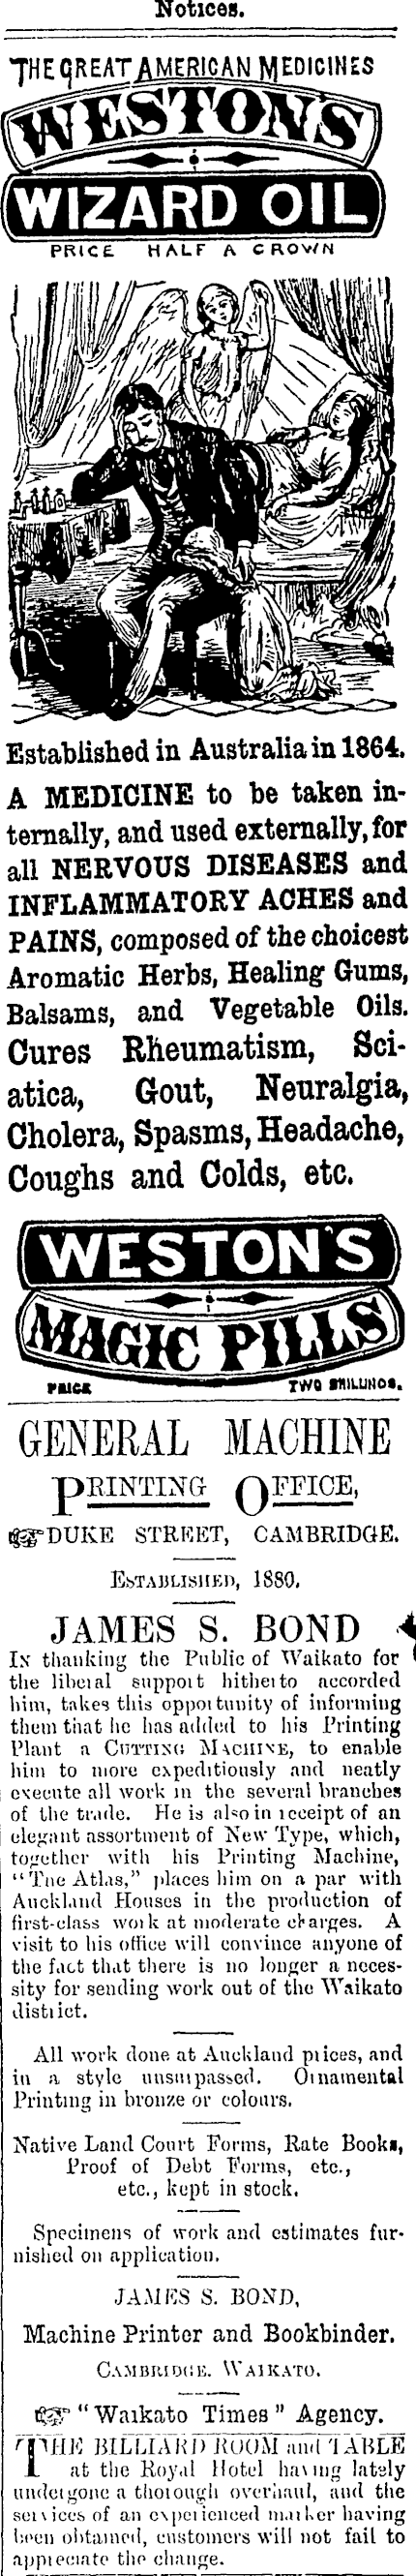 Notices.
THE GREAT AMERICAN MEDICINES
WESTON'S
WIZARD OIL
PRICE HALF A CROWN
Established in Australia in 1864.
A MEDICINE to be taken in-
ternally, and used externally, for
all NERVOUS DISEASES and
INFLAMMATORY ACHES and
PAINS, composed of the choicest
Aromatic Herbs, Healing Gums,
Balsams, and Vegetable Oils.
Cures Rheumatism, Sci-
atica, Gout, Neuralgia,
Cholera, Spasms, Headache,
Coughs and Colds, etc.
WESTON'S
MAGIC PILLS
PRICE TWO SHILLINGS.
GENERAL MACHINE
PRINTING OFFICE,
☞DUKE STREET, CAMBRIDGE.
ESTABLISHED, 1880.
JAMES S. BOND
IN thanking the Public of Waikato for
the liberal support hitherto accorded
him, takes this opportunity of informing
them that he has added to his Printing
Plant a CUTTING MACHINE, to enable
him to more expeditiously and neatly
execute all work in the several branches
of the trade. He is also in receipt of an
elegant assortment of New Type, which,
together with his Printing Machine,
"The Atlas," places him on a par with
Auckland Houses in the production of
first-class work at moderate charges. A
visit to his office will convince anyone of
the fact that there is no longer a neces-
sity for sending work out of the Waikato
district.
All work done at Auckland prices, and
in a style unsurpassed. Ornamental
Printing in bronze or colours.
Native Land Court Forms, Rate Books,
Proof of Debt Forms, etc.,
etc., kept in stock.
Specimens of work and estimates fur-
nished on application.
JAMES S. BOND,
Machine Printer and Bookbinder.
CAMBRIDGE. WAIKATO.
☞ "Waikato Times" Agency.
THE BILLIARD ROOM and TABLE
at the Royal Hotel having lately
undergone a thorough overhaul, and the
services of an experienced marker having
been obtained, customers will not fail to
appreciate the change.